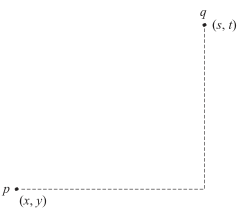 q
(s, t)
p
(x, y)